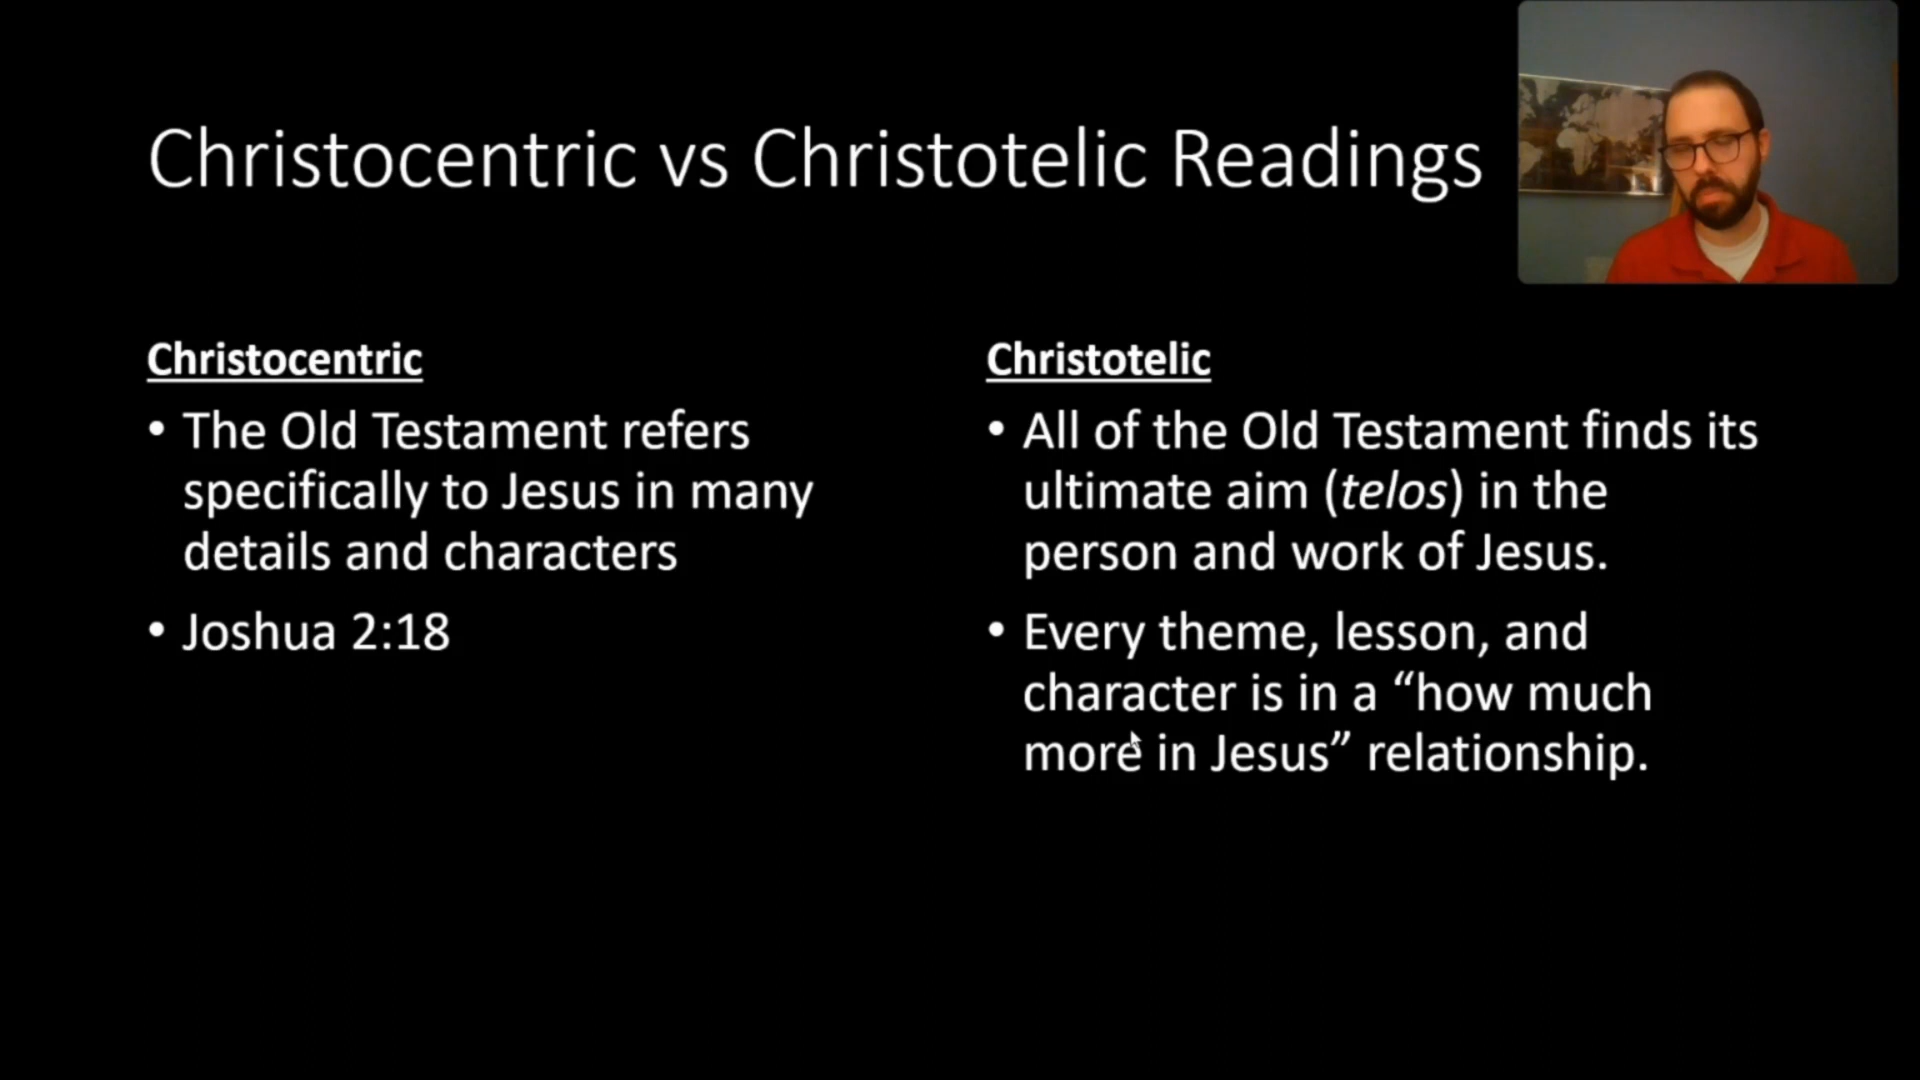 Christocentric vs Christotelic Readings
Christocentric
• The Old Testament refers
specifically to Jesus in many
details and characters
• Joshua 2:18
Christotelic
• All of the Old Testament finds its
ultimate aim (telos) in the
person and work of Jesus.
• Every theme, lesson, and
character is in a “how much
more in Jesus” relationship.